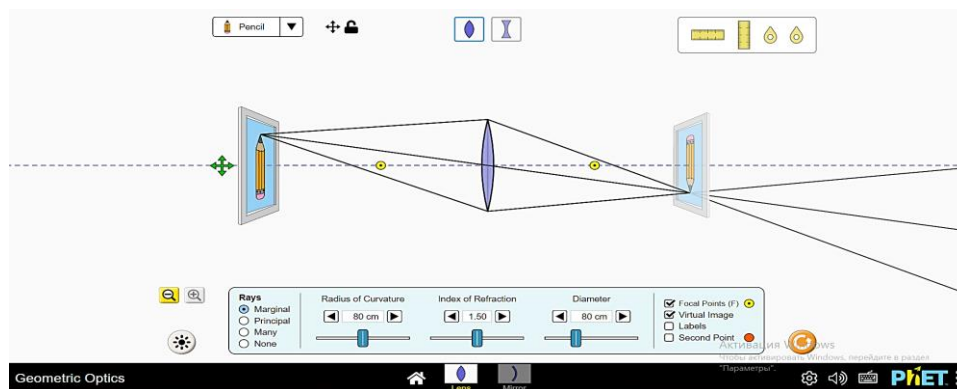 Pencil
Rays
Marginal
Principal
Many
None
Radius of Curvature
80 cm
Index of Refraction
1.50
Diameter
80 cm
Focal Points (F)
Virtual Image
Labels
Second Point
Активация Windows
Чтобы активировать Windows, перейдите в раздел
"Параметры".
Geometric Optics
Lens
Mirror
PhET